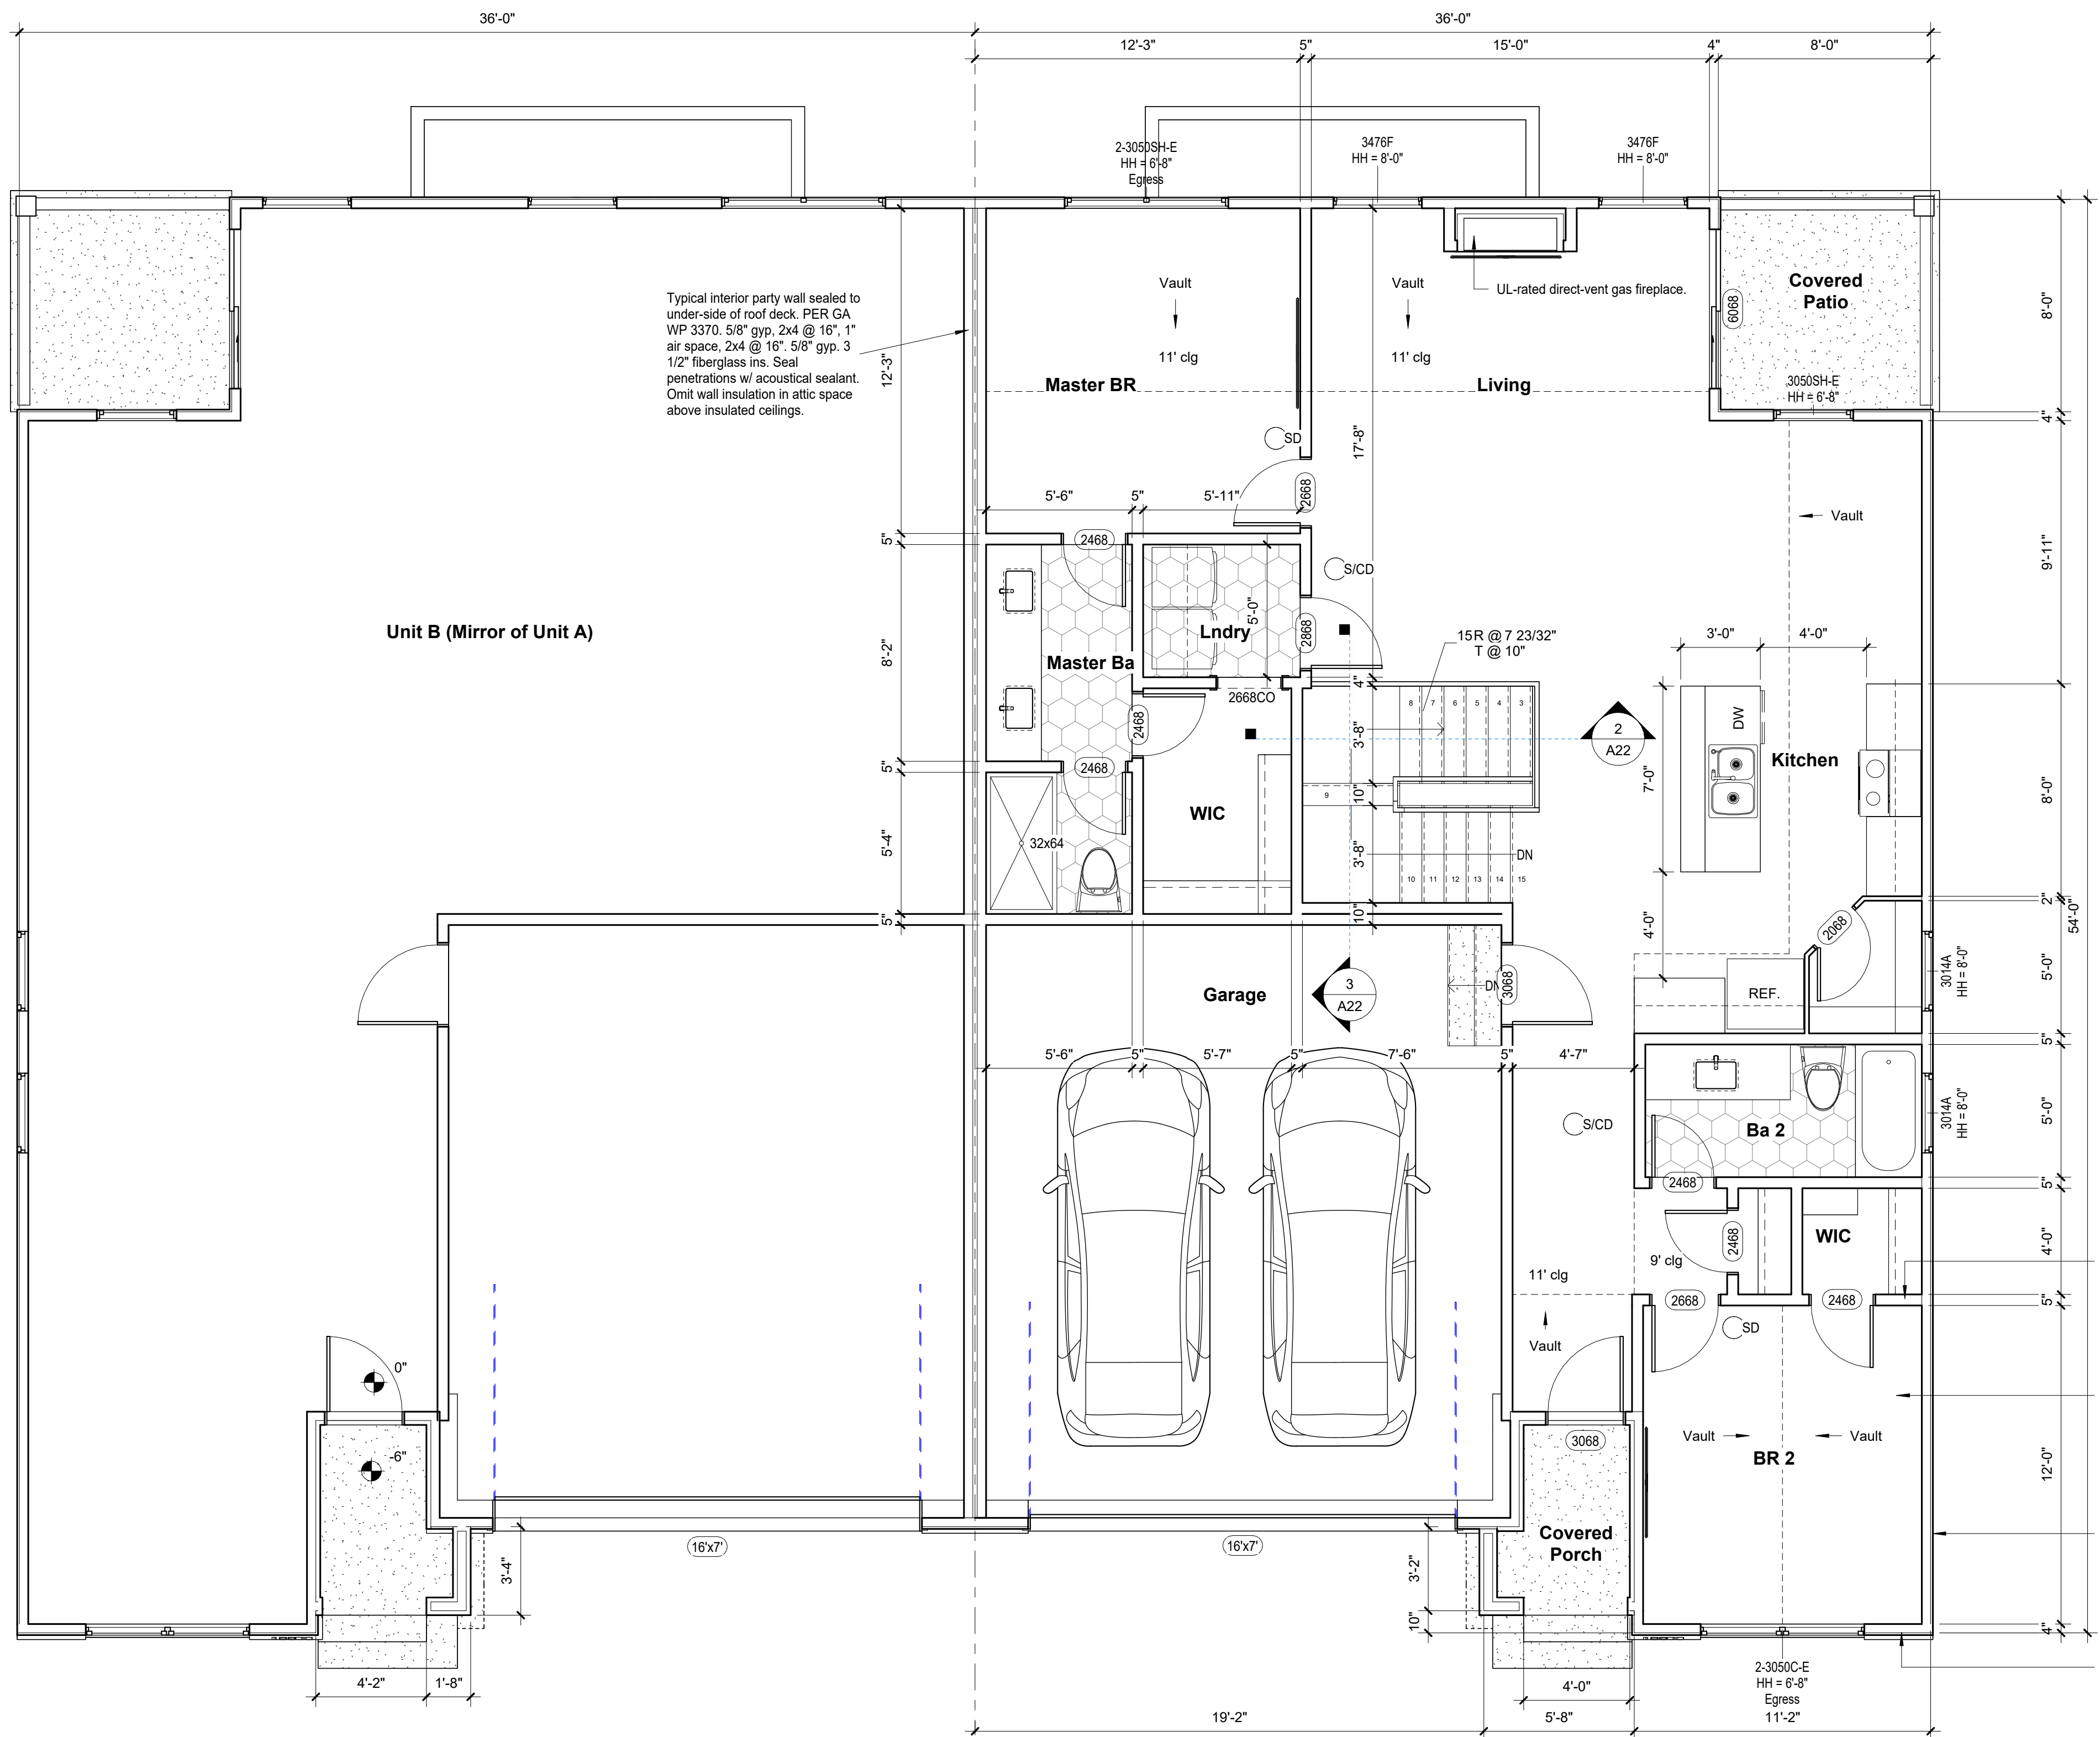 36'-0"
36'-0"
12'-3"
5"
15'-0"
4"
8'-0"
2-3050SH-E
HH = 6'-8"
Egress
3476F
HH = 8'-0"
3476F
HH = 8'-0"
Typical interior party wall sealed to
under-side of roof deck. PER GA
WP 3370. 5/8" gyp, 2x4 @ 16", 1"
air space, 2x4 @ 16". 5/8" gyp. 3
1/2" fiberglass ins. Seal
penetrations w/ acoustical sealant.
Omit wall insulation in attic space
above insulated ceilings.
12'-3"
Vault
11' clg
Master BR
Vault
11' clg
Living
UL-rated direct-vent gas fireplace.
6068
Covered
Patio
3050SH-E
HH = 6'-8"
8'-0"
4"
SD
17'-8"
2668
5'-6"
5"
5'-11"
Vault
5"
2468
9'-11"
S/CD
5'-0"
Unit B (Mirror of Unit A)
Lndry
2868
15R @ 7 23/32"
T @ 10"
3'-0"
4'-0"
8'-2"
Master Ba
4"
2668CO
8
7
6
5
4
3
2468
3'-8"
2
A22
DW
Kitchen
7'-0"
5"
2468
9
10"
8'-0"
WIC
32x64
5'-4"
3'-8"
DN
10
11
12
13
14
15
5"
10"
4'-0"
2068
2"
54'-0"
Garage
3
A22
DN
3068
REF.
3014A
HH = 8'-0"
5'-0"
5'-6"
5"
5'-7"
5"
7'-6"
5"
4'-7"
5"
S/CD
Ba 2
3014A
HH = 8'-0"
5'-0"
2468
5"
2468
WIC
9' clg
11' clg
4'-0"
2668
2468
5"
SD
Vault
0"
-6"
3068
Vault
Vault
BR 2
12'-0"
Covered
Porch
16'x7'
16'x7'
3'-4"
3'-2"
10"
4"
4'-2"
1'-8"
4'-0"
2-3050C-E
HH = 6'-8"
Egress
19'-2"
5'-8"
11'-2"